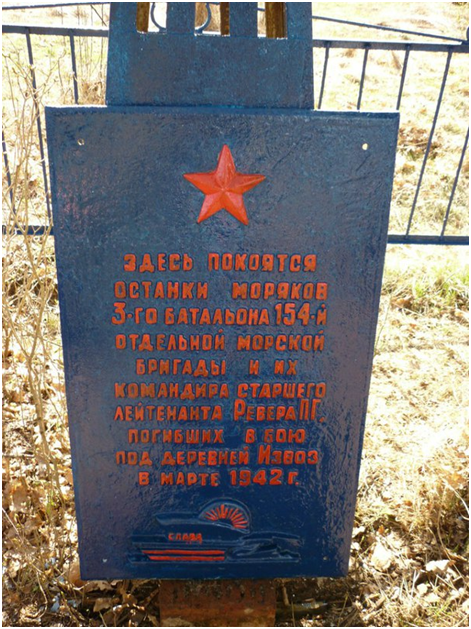 ЗДЕСЬ ПОКОЯТСЯ
ОСТАНКИ МОРЯКОВ
3-ГО БАТАЛЬОНА 154-Й
ОТДЕЛЬНОЙ МОРСКОЙ
БРИГАДЫ И ИХ
КОМАНДИРА СТАРШЕГО
ЛЕЙТЕНАНТА РЕВЕРА П.Г.
ПОГИБШИХ В БОЮ
ПОД ДЕРЕВНЕЙ ИЗВОЗ
В МАРТЕ 1942 Г.
СЛАВА